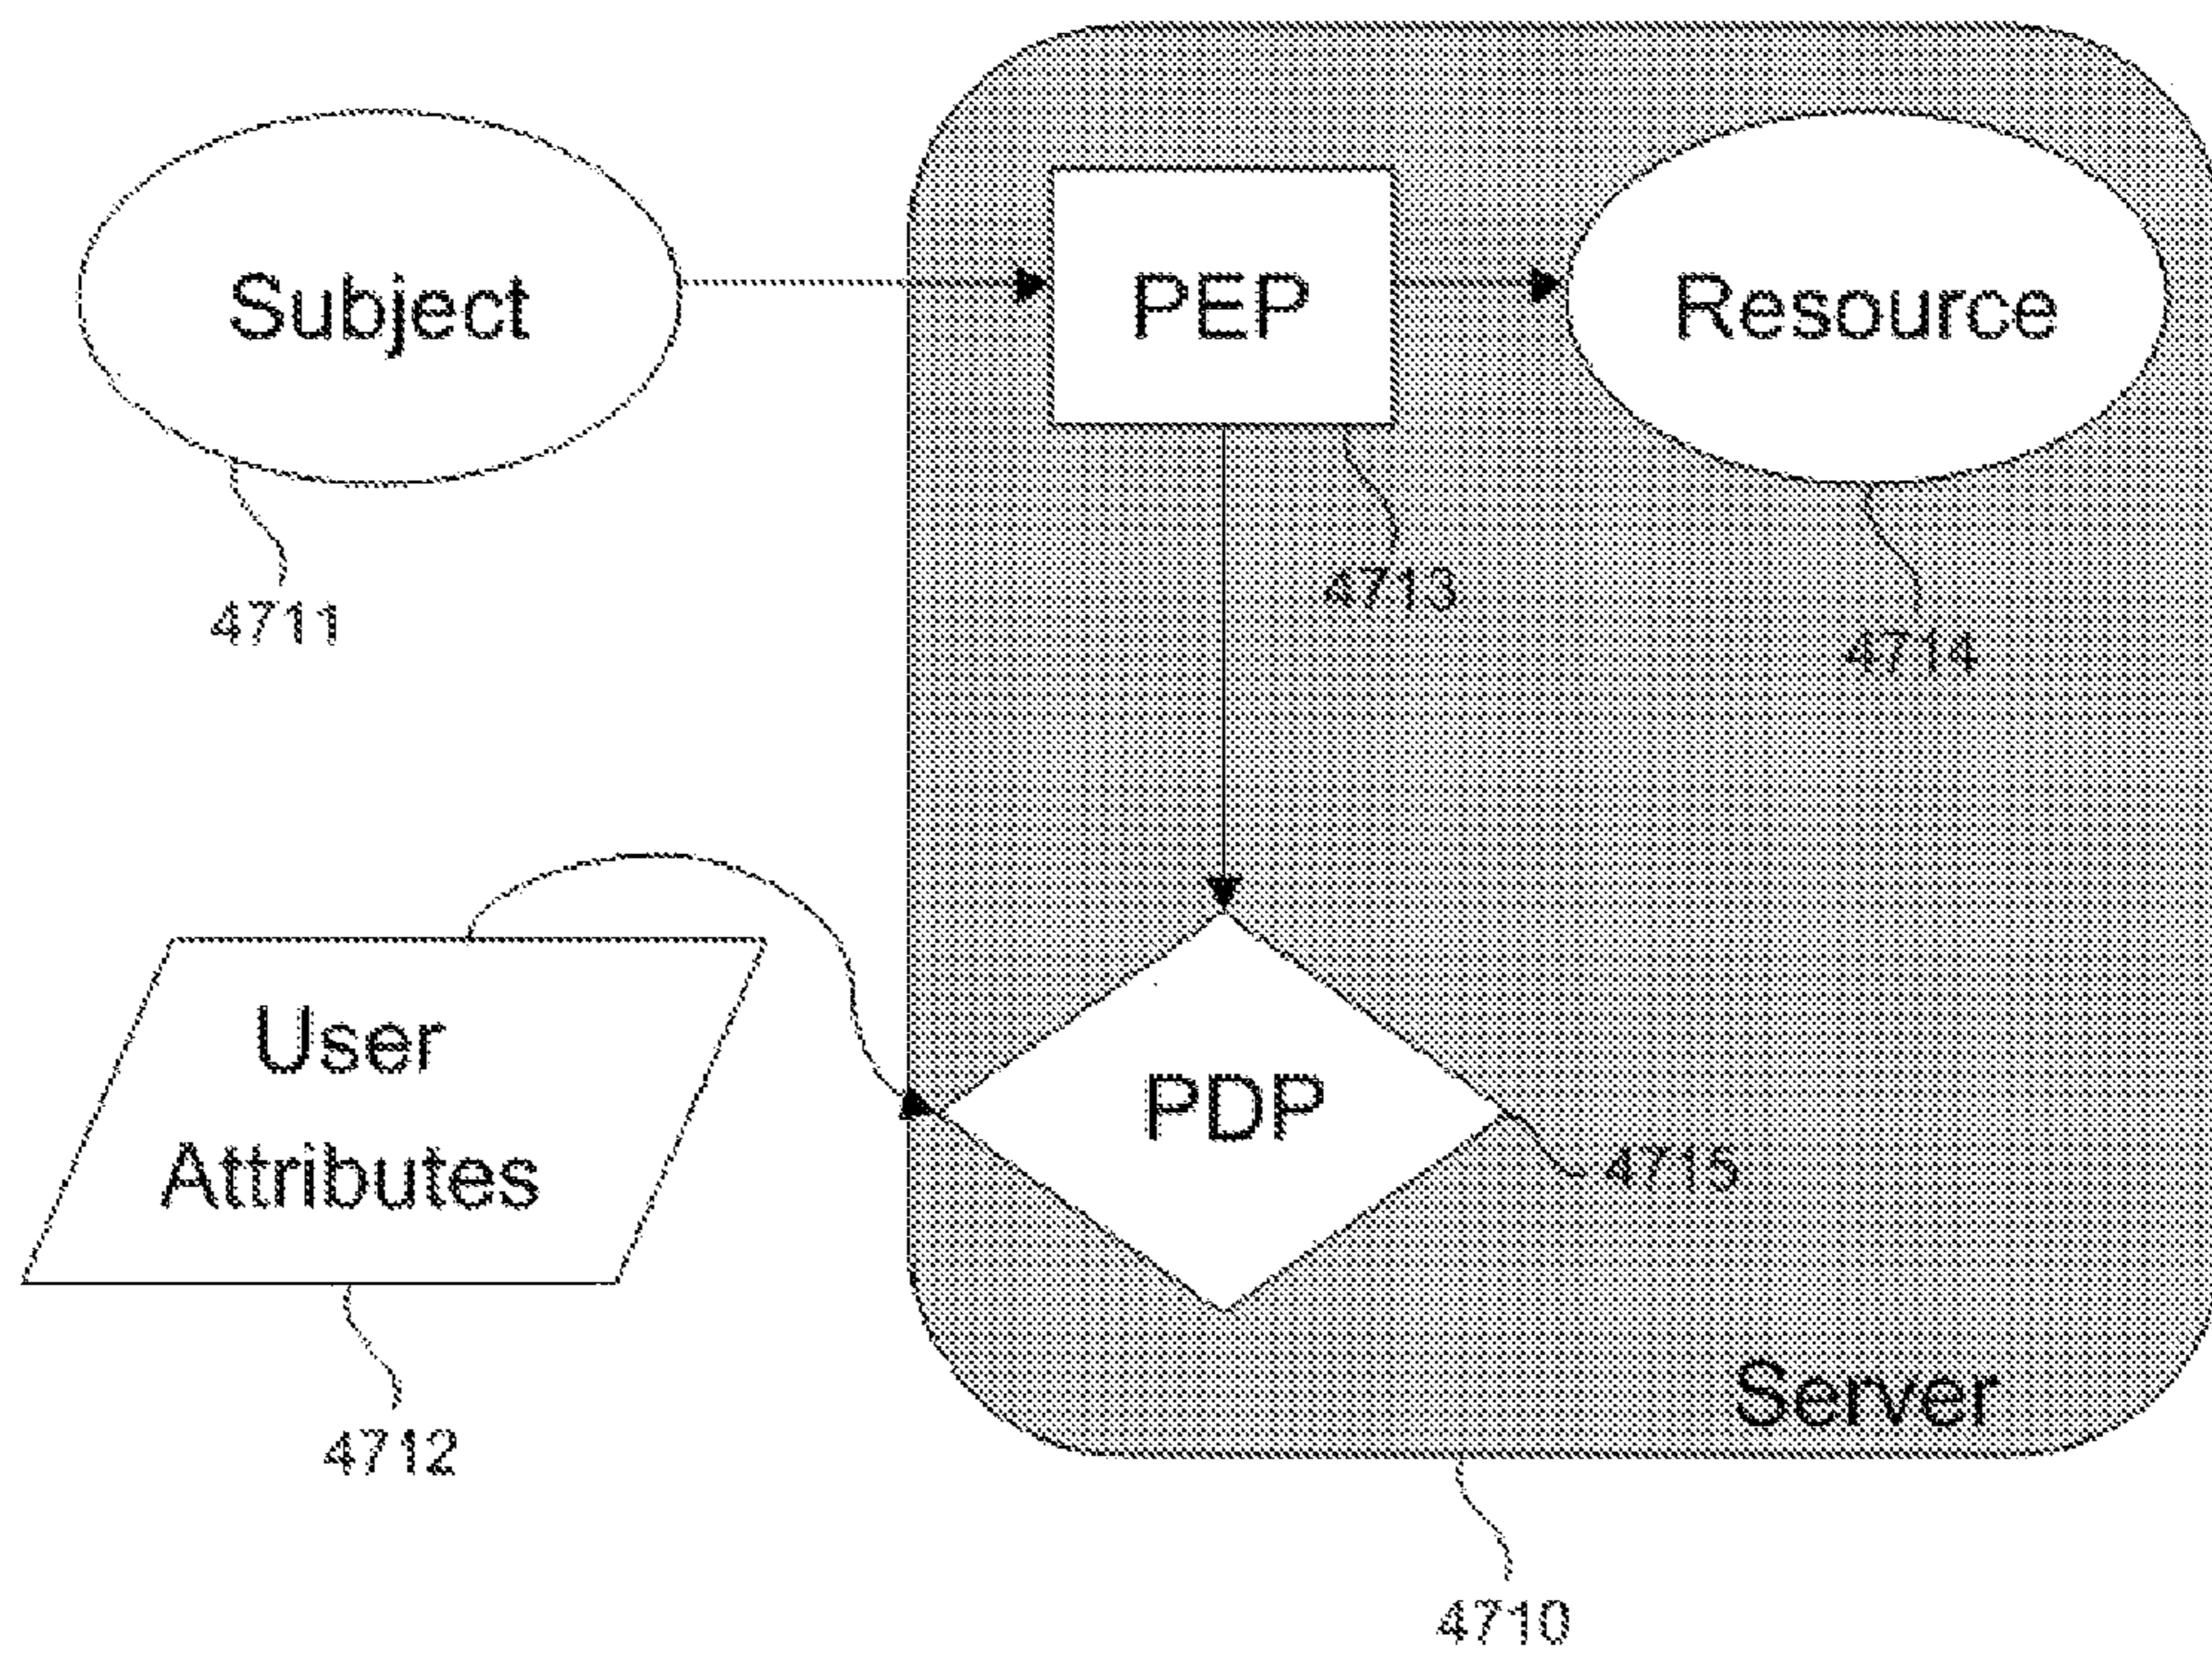 Subject
PEP
Resource
4711
4713
4714
User
Attributes
PDP
4715
4712
Server
4710